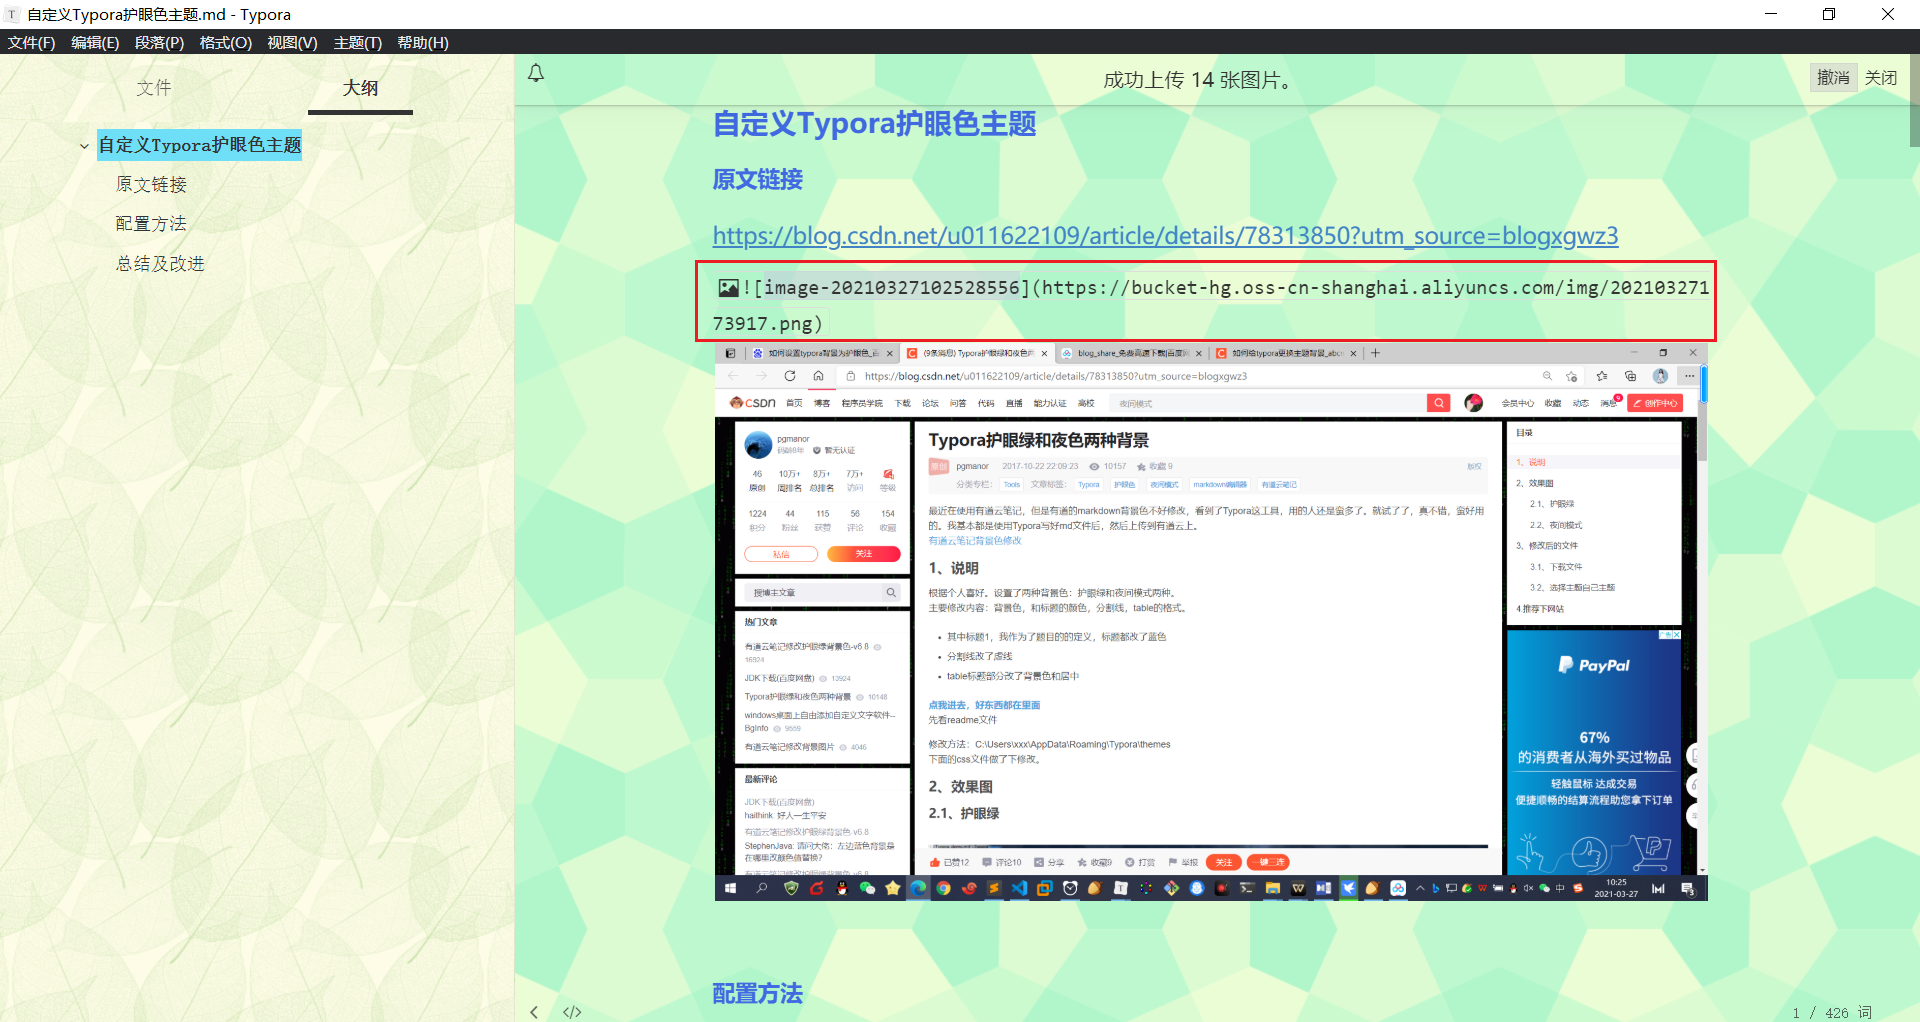 自定义Typora护眼色主题.md - Typora
文件(F) 编辑(E) 段落(P) 格式(O) 视图(V) 主题(T) 帮助(H)
文件 大纲
自定义Typora护眼色主题
原文链接
配置方法
总结及改进
成功上传 14 张图片。
撤消 关闭
自定义Typora护眼色主题
原文链接
https://blog.csdn.net/u011622109/article/details/78313850?utm_source=blogxgwz3
![image-20210327102528556](https://bucket-hg.oss-cn-shanghai.aliyuncs.com/img/202103271
73917.png)
如何设置typora背景为护眼色_百 (9条消息) Typora护眼绿和夜色两 blog_share_免费高速下载|百度网 如何给typora更换主题背景_abc
https://blog.csdn.net/u011622109/article/details/78313850?utm_source=blogxgwz3
CSDN 首页 博客 程序员学院 下载 论坛 问答 代码 直播 能力认证 高校 夜间模式 会员中心 收藏 动态 消息 创作中心
pgmanor
码龄8年 暂无认证
46 10万+ 8万+ 7万+
原创 周排名 总排名 访问 等级
1224 44 115 56 154
积分 粉丝 获赞 评论 收藏
私信 关注
搜博主文章
热门文章
有道云笔记修改护眼绿背景色-v6.8
16924
JDK下载(百度网盘) 13924
Typora护眼绿和夜色两种背景 10148
windows桌面上自由添加自定义文字软件--
BgInfo 9559
有道云笔记修改背景图片 4046
最新评论
JDK下载(百度网盘)
haithink: 好人一生平安
有道云笔记修改护眼绿背景色-v6.8
StephenJava: 请问大佬：左边蓝色背景是
在哪里改颜色值替换?
有道云笔记修改护眼绿背景色-v6.8
Typora护眼绿和夜色两种背景
原创 pgmanor 2017-10-22 22:09:23 10157 收藏 9 版权
分类专栏： Tools 文章标签： Typora 护眼色 夜间模式 markdown编辑器 有道云笔记
最近在使用有道云笔记，但是有道的markdown背景色不好修改，看到了Typora这工具，用的人还是蛮多了。就试了了，真不错，蛮好用
的。我基本都是使用Typora写好md文件后，然后上传到有道云上。
有道云笔记背景色修改
1、说明
根据个人喜好。设置了两种背景色：护眼绿和夜间模式两种。
主要修改内容：背景色，和标题的颜色，分割线，table的格式。
其中标题1，我作为了题目的的定义，标题都改了蓝色
分割线改了虚线
table标题部分改了背景色和居中
点我进去，好东西都在里面
先看readme文件
修改方法：C:\Users\xxx\AppData\Roaming\Typora\themes
下面的css文件做了下修改。
2、效果图
2.1、护眼绿
已赞12 评论10 分享 收藏9 打赏 举报 关注 一键三连
目录
1、说明
2、效果图
2.1、护眼绿
2.2、夜间模式
3、修改后的文件
3.1、下载文件
3.2、选择主题自己主题
4.推荐下网站
PayPal
67%
的消费者从海外买过物品
轻触鼠标 达成交易
便捷顺畅的结算流程助您拿下订单
中 10:25
2021-03-27
配置方法
1 / 426 词